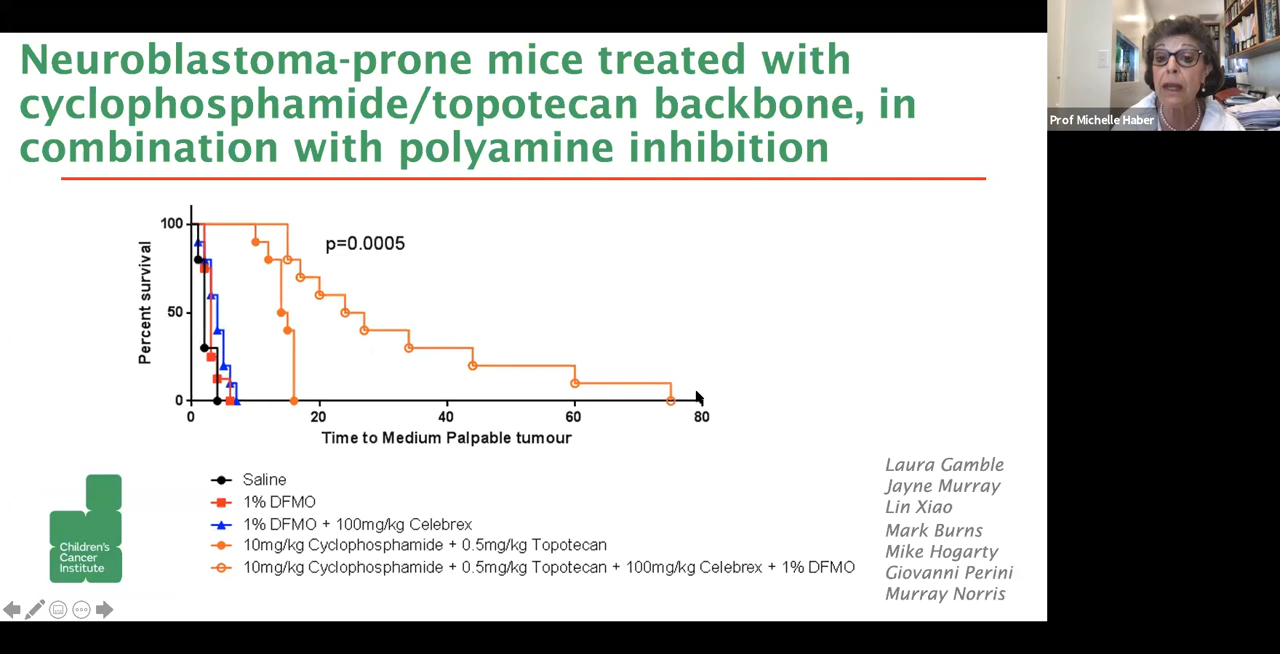 Neuroblastoma-prone mice treated with
cyclophosphamide/topotecan backbone, in
combination with polyamine inhibition
Prof Michelle Haber
100
50
0
Percent survival
p=0.0005
0 20 40 60 80
Time to Medium Palpable tumour
Saline
1% DFMO
1% DFMO + 100mg/kg Celebrex
10mg/kg Cyclophosphamide + 0.5mg/kg Topotecan
10mg/kg Cyclophosphamide + 0.5mg/kg Topotecan + 100mg/kg Celebrex + 1% DFMO
Children's
Cancer
Institute
Laura Gamble
Jayne Murray
Lin Xiao
Mark Burns
Mike Hogarty
Giovanni Perini
Murray Norris